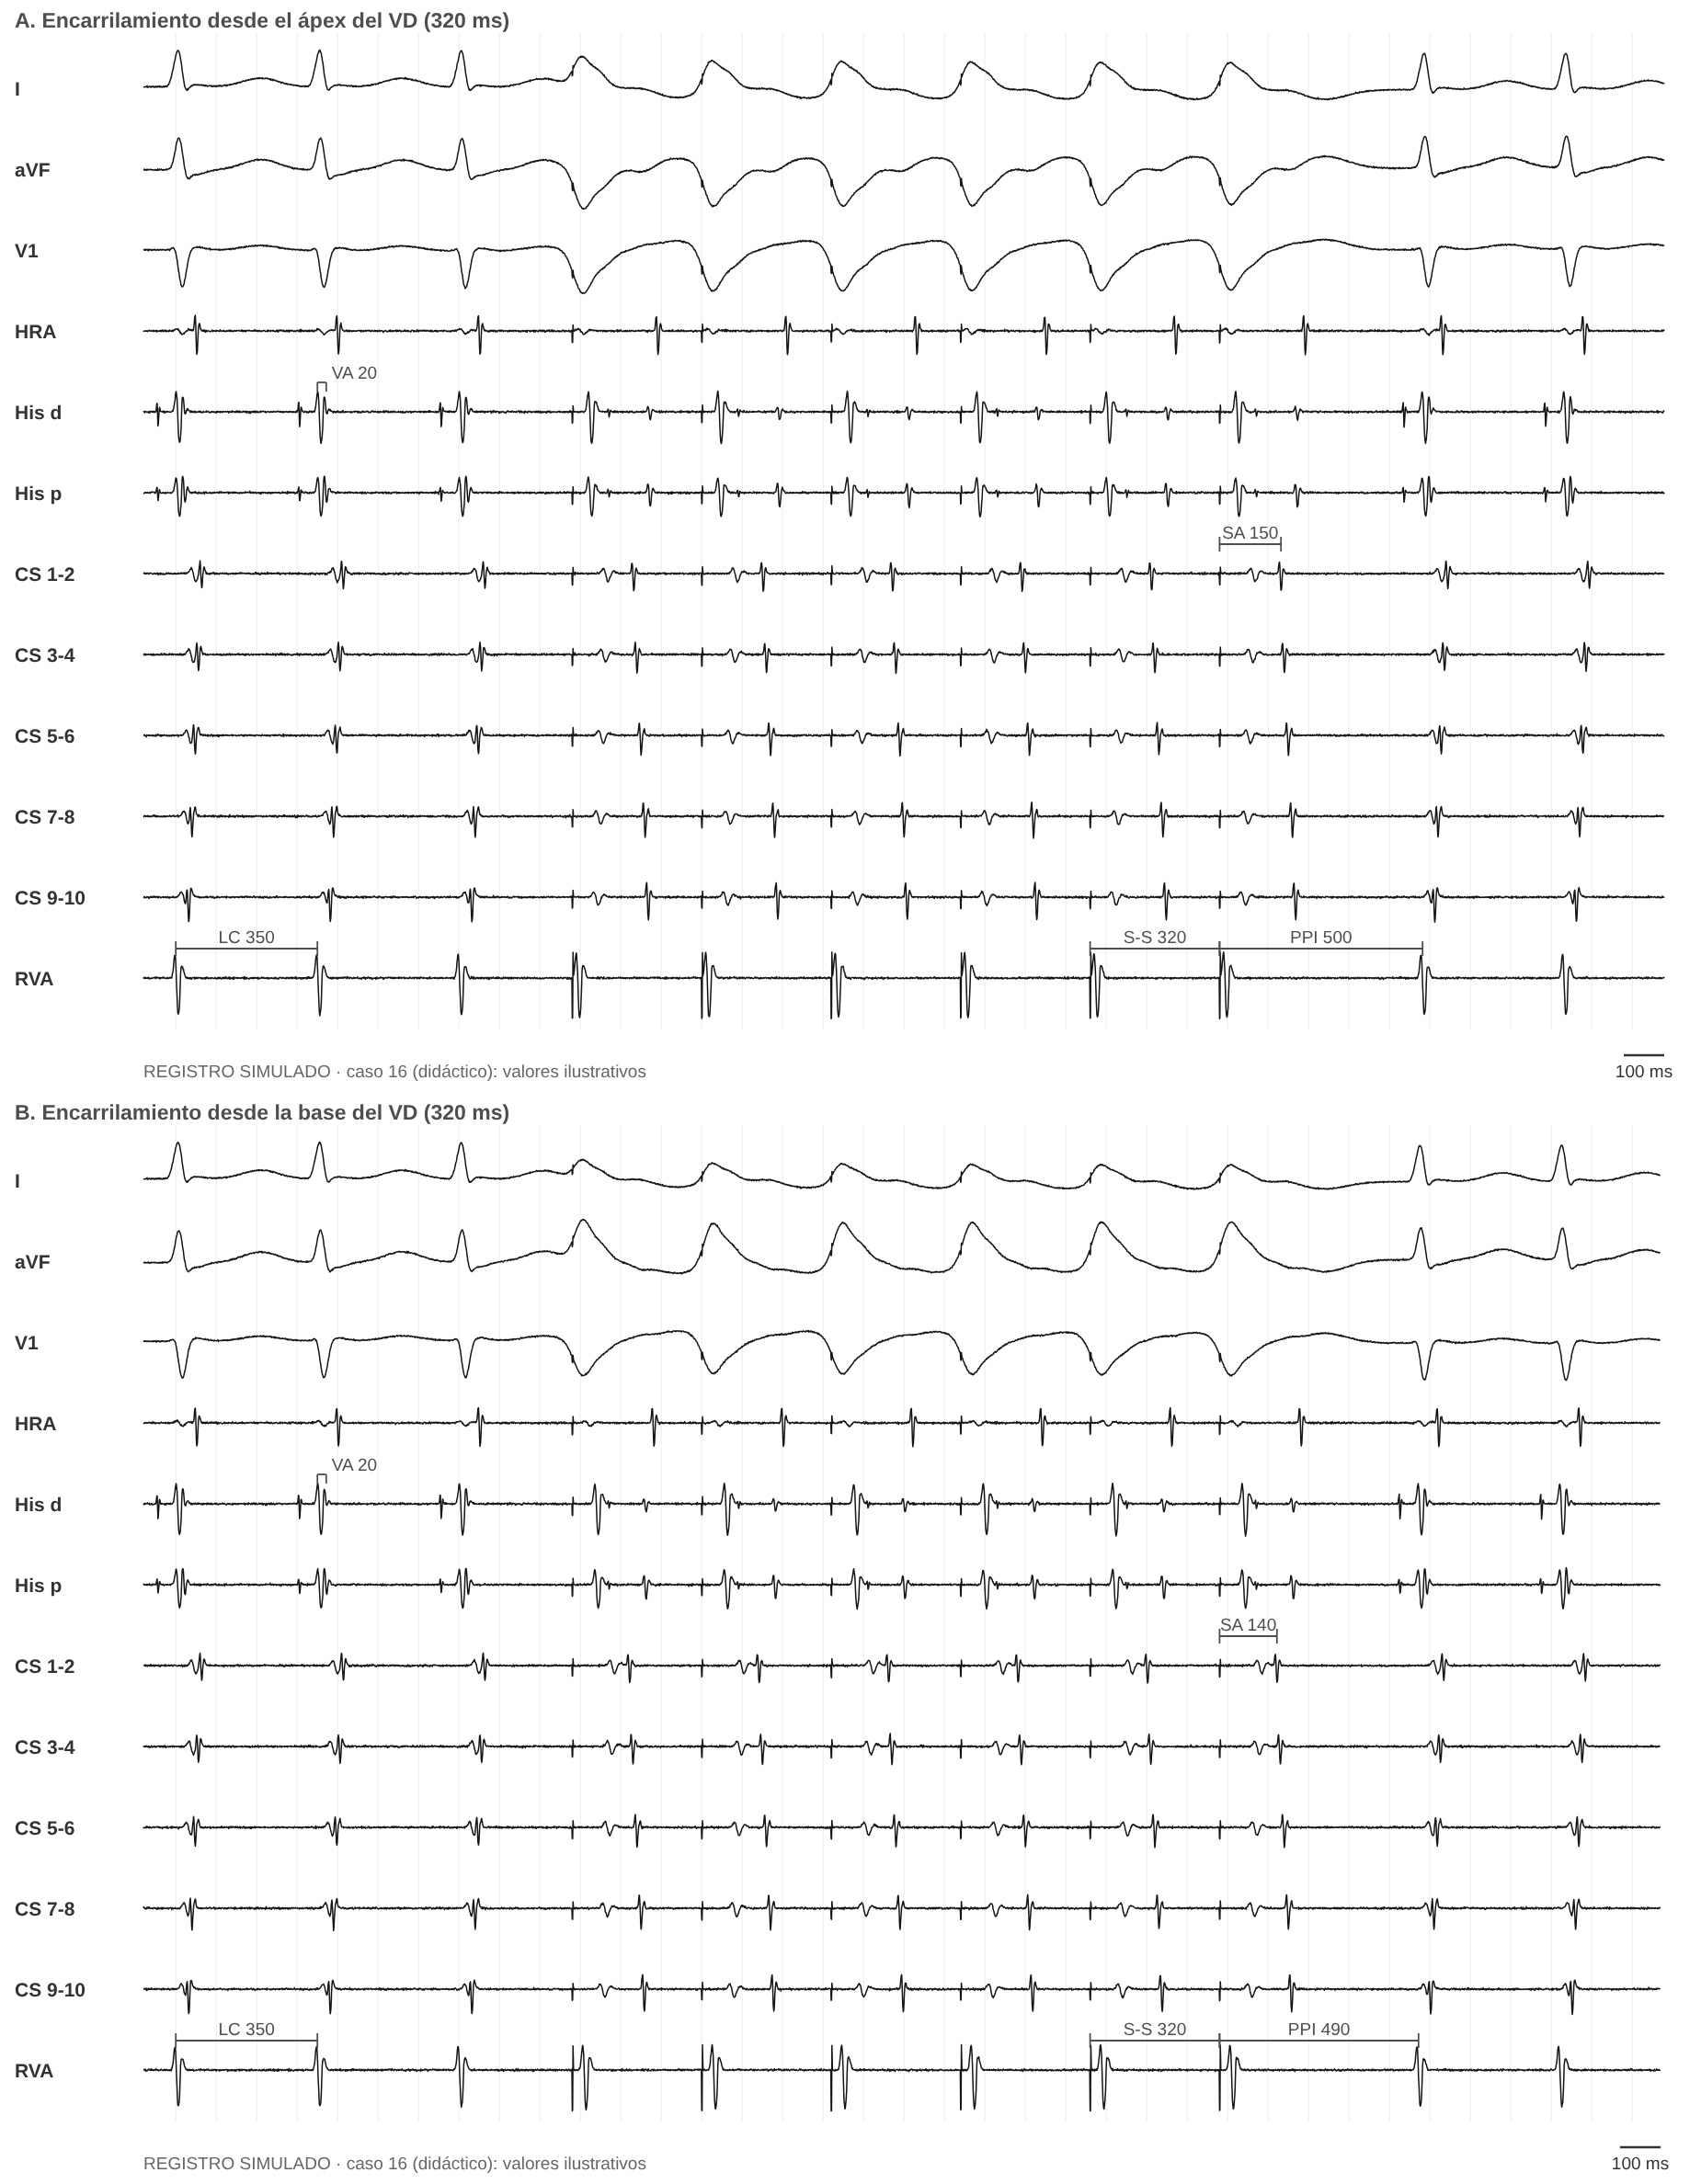 A. Encarrilamiento desde el ápex del VD (320 ms)
I
aVF
V1
HRA
VA 20
His d
His p
SA 150
CS 1-2
CS 3-4
CS 5-6
CS 7-8
CS 9-10
LC 350 S-S 320 PPI 500
RVA
REGISTRO SIMULADO · caso 16 (didáctico): valores ilustrativos 100 ms
B. Encarrilamiento desde la base del VD (320 ms)
I
aVF
V1
HRA
VA 20
His d
His p
SA 140
CS 1-2
CS 3-4
CS 5-6
CS 7-8
CS 9-10
LC 350 S-S 320 PPI 490
RVA
REGISTRO SIMULADO · caso 16 (didáctico): valores ilustrativos 100 ms